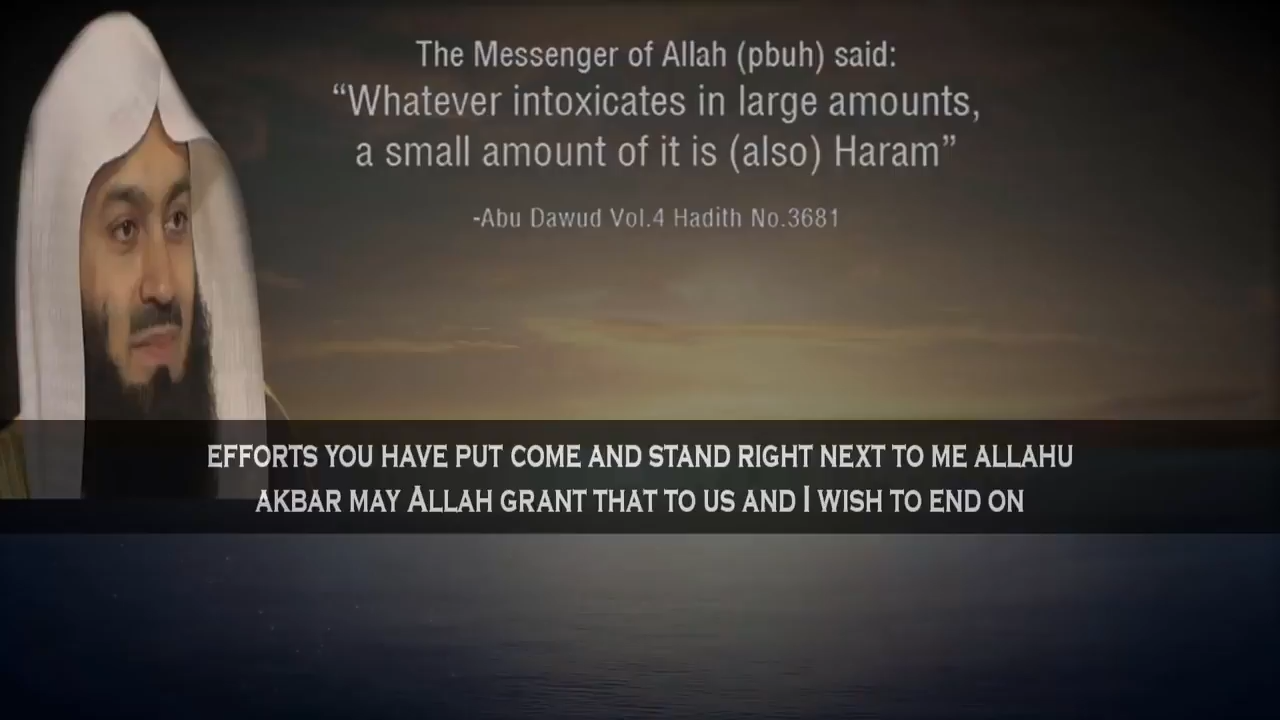 The Messenger of Allah (pbuh) said:
“Whatever intoxicates in large amounts,
a small amount of it is (also) Haram”
-Abu Dawud Vol.4 Hadith No.3681
EFFORTS YOU HAVE PUT COME AND STAND RIGHT NEXT TO ME ALLAHU
AKBAR MAY ALLAH GRANT THAT TO US AND I WISH TO END ON